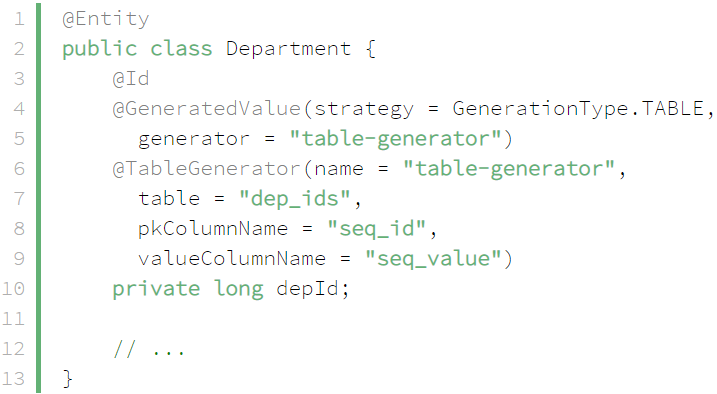 1 @Entity
2 public class Department {
3     @Id
4     @GeneratedValue(strategy = GenerationType.TABLE,
5       generator = "table-generator")
6     @TableGenerator(name = "table-generator",
7       table = "dep_ids",
8       pkColumnName = "seq_id",
9       valueColumnName = "seq_value")
10     private long depId;
11
12     // ...
13 }